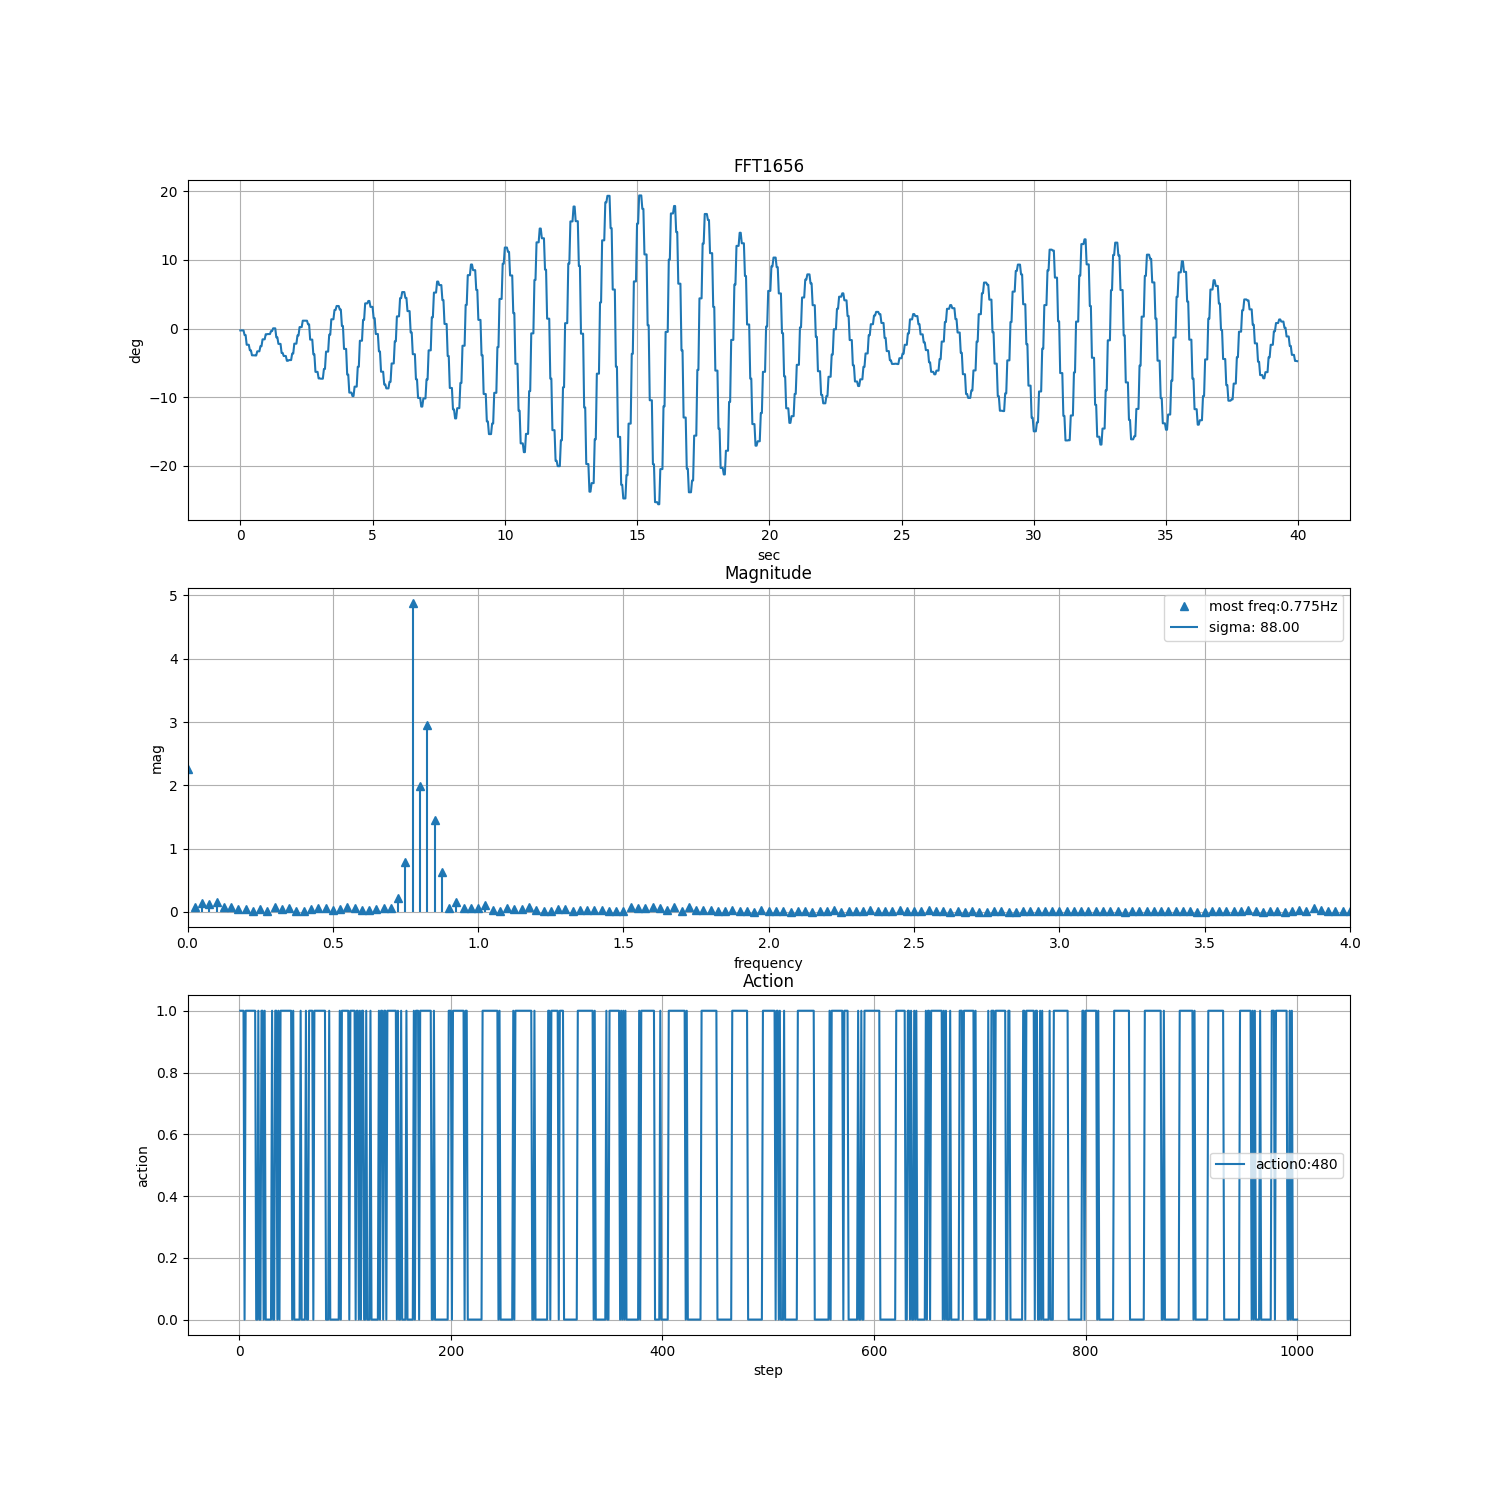 FFT1656
20
10
0
−10
−20
deg
0 5 10 15 20 25 30 35 40
sec
Magnitude
5
4
3
2
1
0
mag
most freq:0.775Hz
sigma: 88.00
0.0 0.5 1.0 1.5 2.0 2.5 3.0 3.5 4.0
frequency
Action
1.0
0.8
0.6
0.4
0.2
0.0
action
action0:480
0 200 400 600 800 1000
step